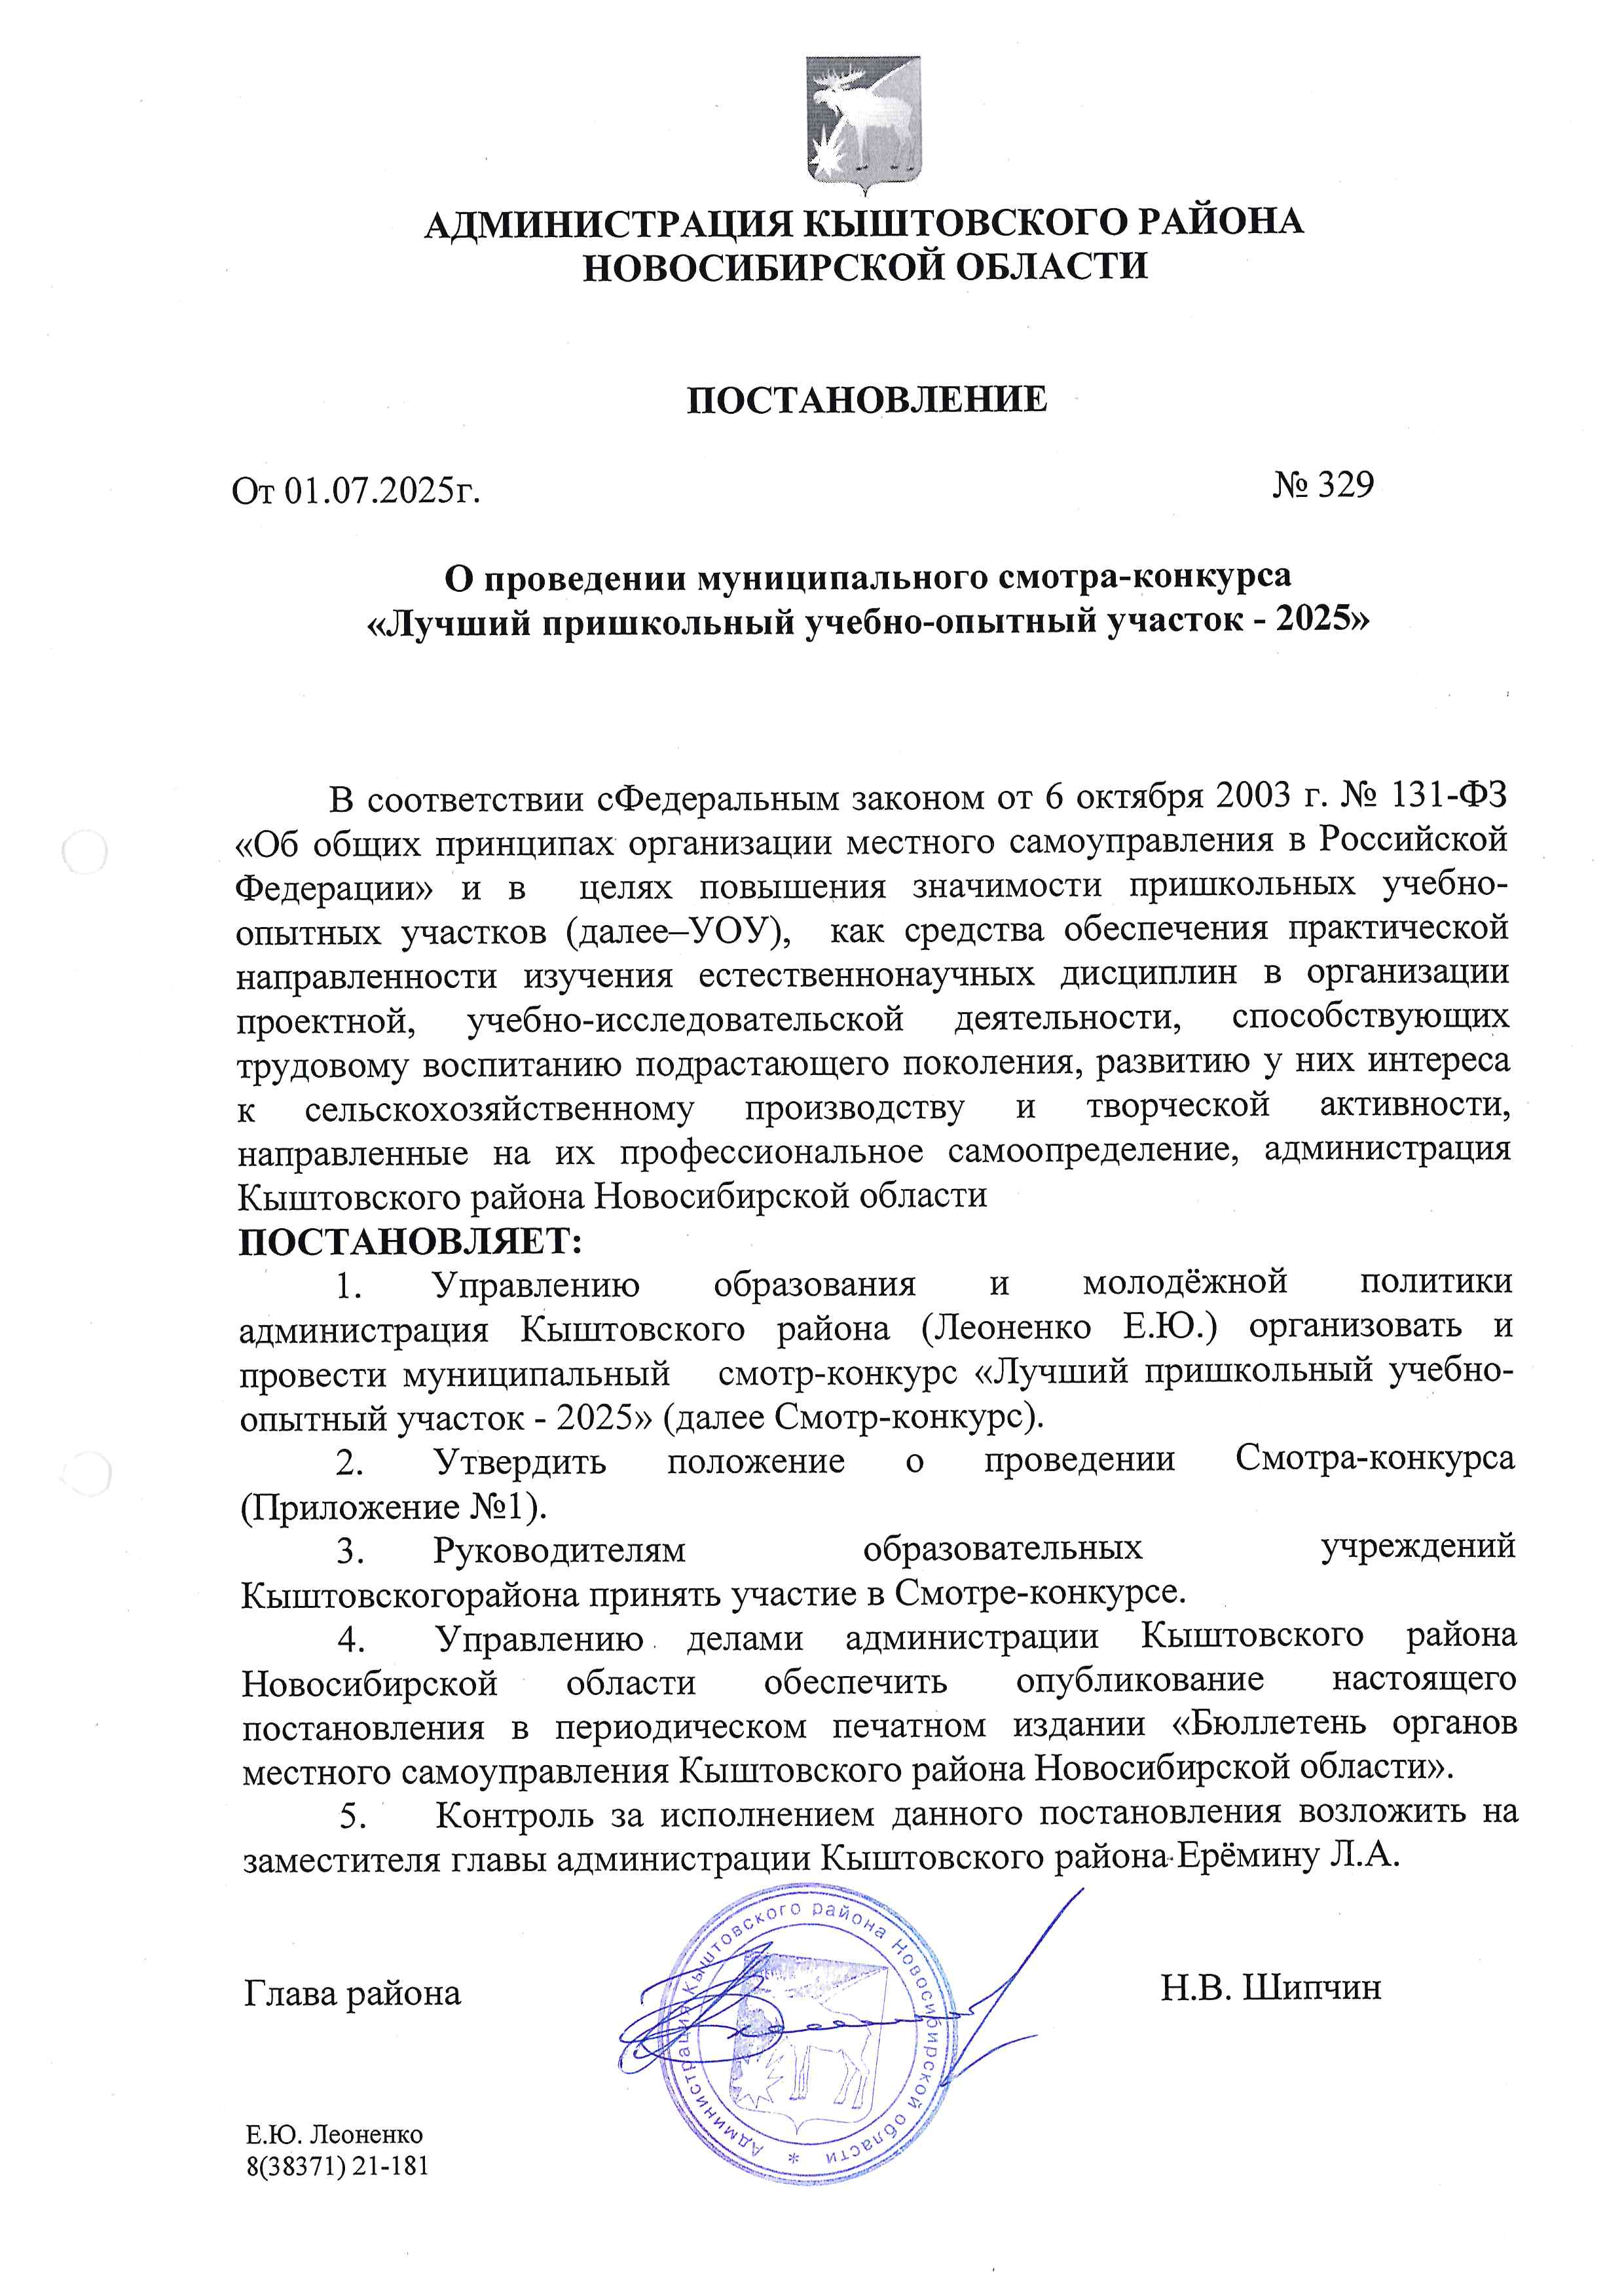 АДМИНИСТРАЦИЯ КЫШТОВСКОГО РАЙОНА
НОВОСИБИРСКОЙ ОБЛАСТИ
ПОСТАНОВЛЕНИЕ
От 01.07.2025г. № 329
О проведении муниципального смотра-конкурса
«Лучший пришкольный учебно-опытный участок - 2025»
В соответствии сФедеральным законом от 6 октября 2003 г. № 131-ФЗ
«Об общих принципах организации местного самоуправления в Российской
Федерации» и в целях повышения значимости пришкольных учебно-
опытных участков (далее–УОУ), как средства обеспечения практической
направленности изучения естественнонаучных дисциплин в организации
проектной, учебно-исследовательской деятельности, способствующих
трудовому воспитанию подрастающего поколения, развитию у них интереса
к сельскохозяйственному производству и творческой активности,
направленные на их профессиональное самоопределение, администрация
Кыштовского района Новосибирской области
ПОСТАНОВЛЯЕТ:
1. Управлению образования и молодёжной политики
администрация Кыштовского района (Леоненко Е.Ю.) организовать и
провести муниципальный смотр-конкурс «Лучший пришкольный учебно-
опытный участок - 2025» (далее Смотр-конкурс).
2. Утвердить положение о проведении Смотра-конкурса
(Приложение №1).
3. Руководителям образовательных учреждений
Кыштовскогорайона принять участие в Смотре-конкурсе.
4. Управлению делами администрации Кыштовского района
Новосибирской области обеспечить опубликование настоящего
постановления в периодическом печатном издании «Бюллетень органов
местного самоуправления Кыштовского района Новосибирской области».
5. Контроль за исполнением данного постановления возложить на
заместителя главы администрации Кыштовского района Ерёмину Л.А.
Глава района Н.В. Шипчин
Администрация Кыштовского района Новосибирской области *
Е.Ю. Леоненко
8(38371) 21-181